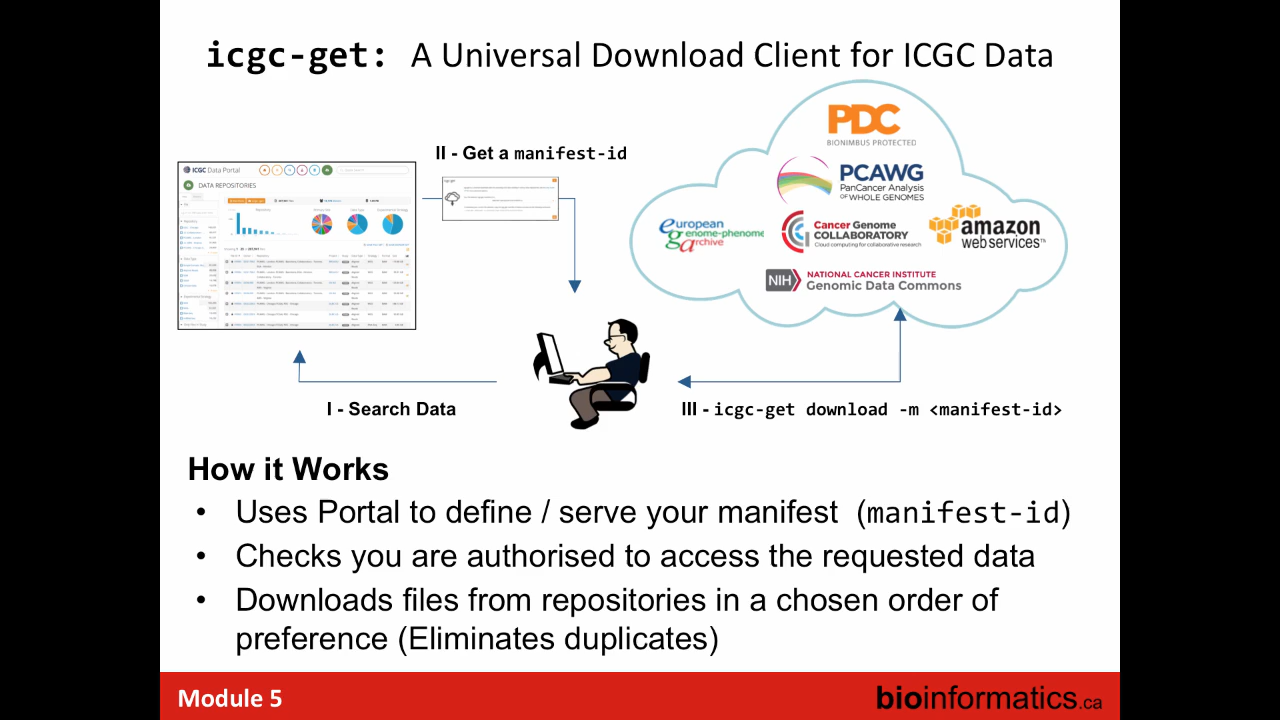 icgc-get: A Universal Download Client for ICGC Data
II - Get a manifest-id
ICGC Data Portal
DATA REPOSITORIES
PDC
BIONIMBUS PROTECTED
PCAWG
PanCancer Analysis
OF WHOLE GENOMES
european
genome-phenome
archive
Cancer Genome
COLLABORATORY
Cloud computing for collaborative research
amazon
web services™
NIH
NATIONAL CANCER INSTITUTE
Genomic Data Commons
I - Search Data
III - icgc-get download -m <manifest-id>
How it Works
• Uses Portal to define / serve your manifest (manifest-id)
• Checks you are authorised to access the requested data
• Downloads files from repositories in a chosen order of
preference (Eliminates duplicates)
Module 5
bioinformatics.ca